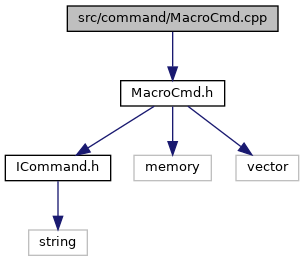 src/command/MacroCmd.cpp
MacroCmd.h
ICommand.h
memory
vector
string